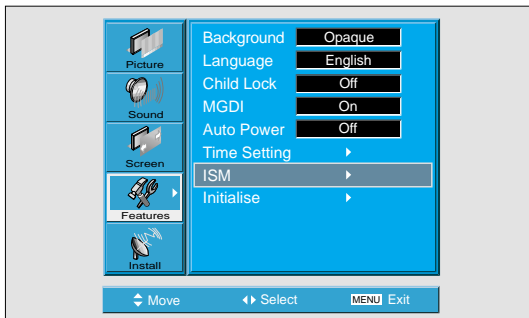 Picture
Sound
Screen
Features
Install
Background Opaque
Language English
Child Lock Off
MGDI On
Auto Power Off
Time Setting
ISM
Initialise
Move Select MENU Exit